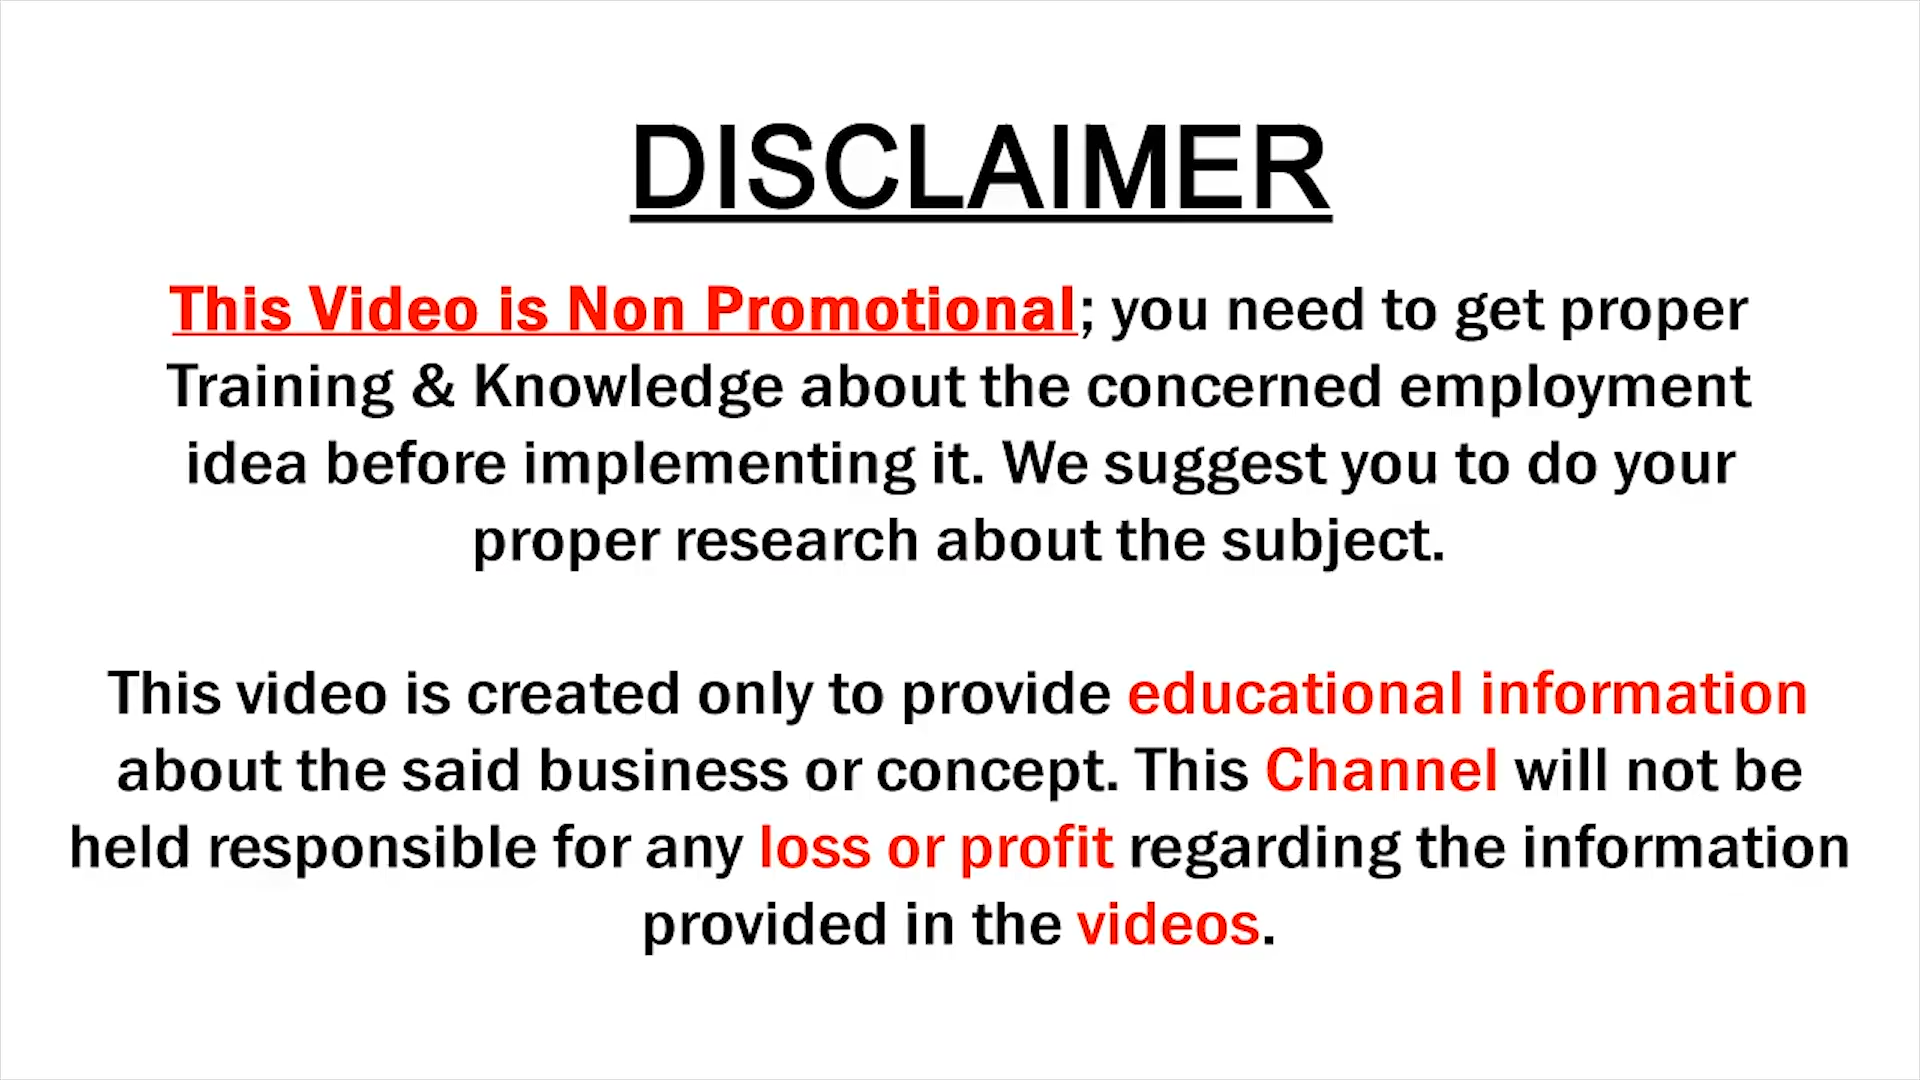 DISCLAIMER
This Video is Non Promotional; you need to get proper
Training & Knowledge about the concerned employment
idea before implementing it. We suggest you to do your
proper research about the subject.
This video is created only to provide educational information
about the said business or concept. This Channel will not be
held responsible for any loss or profit regarding the information
provided in the videos.